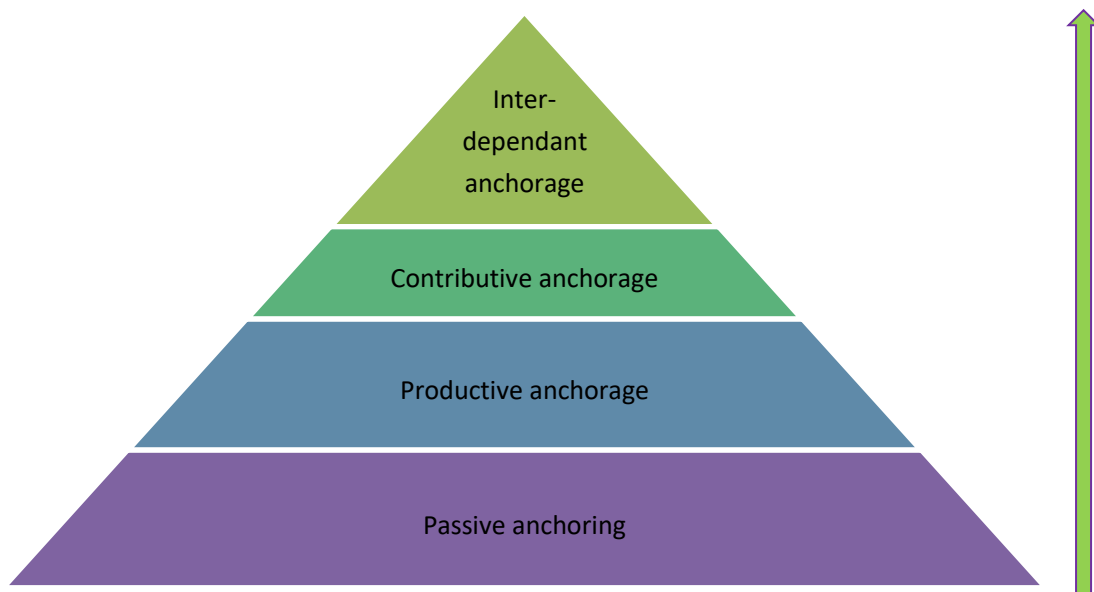 Inter-
dependant
anchorage
Contributive anchorage
Productive anchorage
Passive anchoring